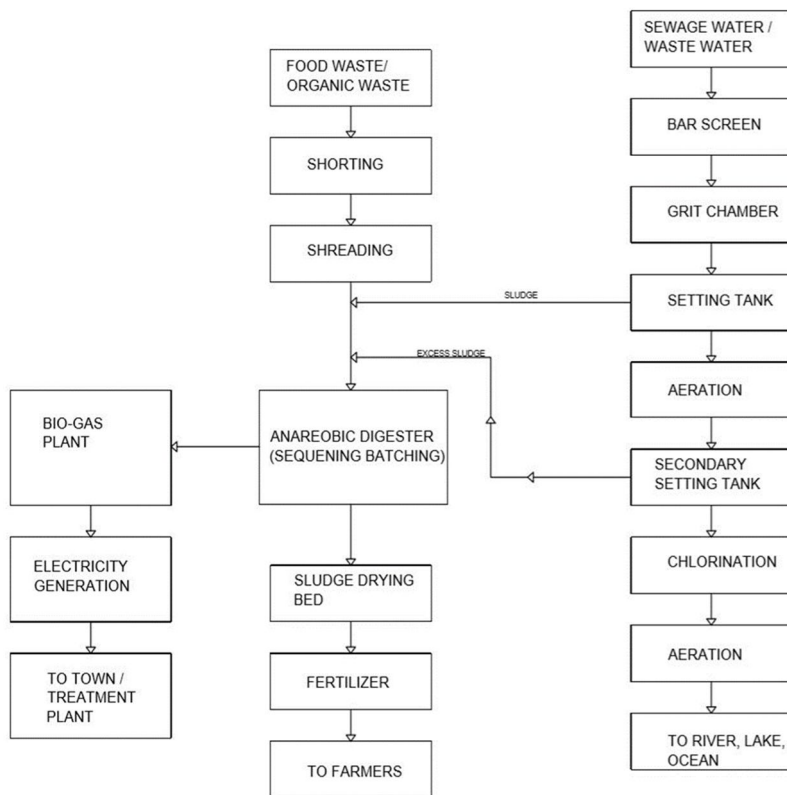 SEWAGE WATER /
WASTE WATER
FOOD WASTE/
ORGANIC WASTE
BAR SCREEN
SHORTING
GRIT CHAMBER
SHREADING
SLUDGE
SETTING TANK
EXCESS SLUDGE
AERATION
BIO-GAS
PLANT
ANAREOBIC DIGESTER
(SEQUENING BATCHING)
SECONDARY
SETTING TANK
ELECTRICITY
GENERATION
SLUDGE DRYING
BED
CHLORINATION
AERATION
TO TOWN /
TREATMENT
PLANT
FERTILIZER
TO RIVER, LAKE,
OCEAN
TO FARMERS